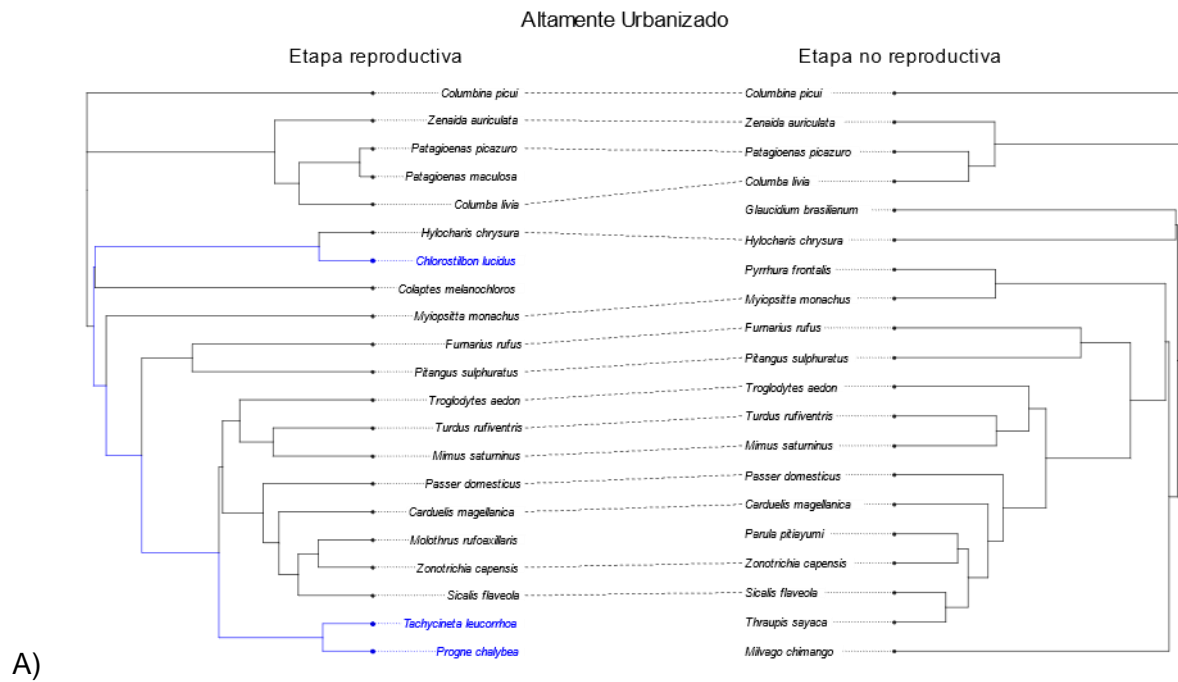 Altamente Urbanizado
Etapa reproductiva
Etapa no reproductiva
Columbina picui
Zenaida auriculata
Patagioenas picazuro
Patagioenas maculosa
Columba livia
Hylocharis chrysura
Chlorostilbon lucidus
Colaptes melanochloros
Myiopsitta monachus
Furnarius rufus
Pitangus sulphuratus
Troglodytes aedon
Turdus rufiventris
Mimus saturninus
Passer domesticus
Carduelis magellanica
Molothrus rufoaxillaris
Zonotrichia capensis
Sicalis flaveola
Tachycineta leucorrhoa
Progne chalybea
Columbina picui
Zenaida auriculata
Patagioenas picazuro
Columba livia
Glaucidium brasilianum
Hylocharis chrysura
Pyrrhura frontalis
Myiopsitta monachus
Furnarius rufus
Pitangus sulphuratus
Troglodytes aedon
Turdus rufiventris
Mimus saturninus
Passer domesticus
Carduelis magellanica
Parula pitiayumi
Zonotrichia capensis
Sicalis flaveola
Thraupis sayaca
Milvago chimango
A)